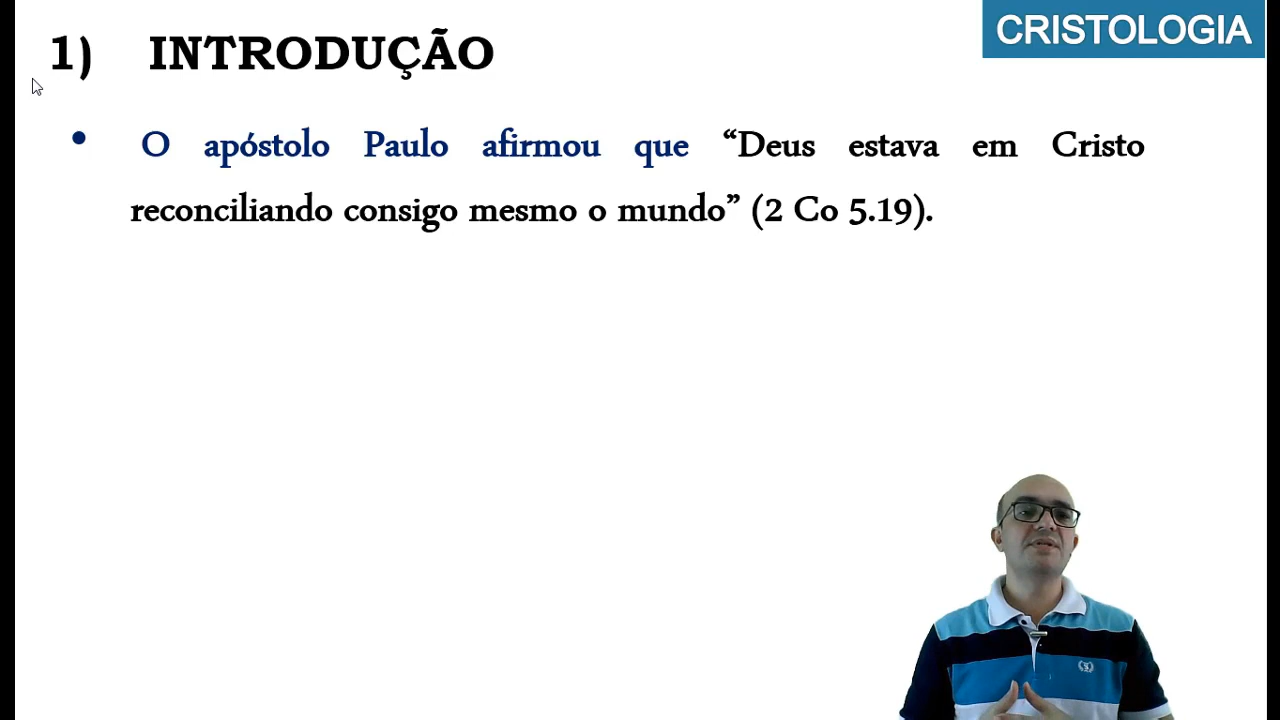 CRISTOLOGIA
1) INTRODUÇÃO
• O apóstolo Paulo afirmou que “Deus estava em Cristo
reconciliando consigo mesmo o mundo” (2 Co 5.19).